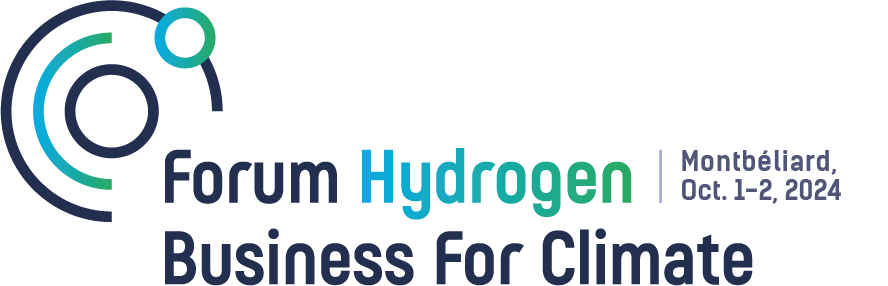 Forum Hydrogen
Montbéliard,
Oct. 1-2, 2024
Business For Climate